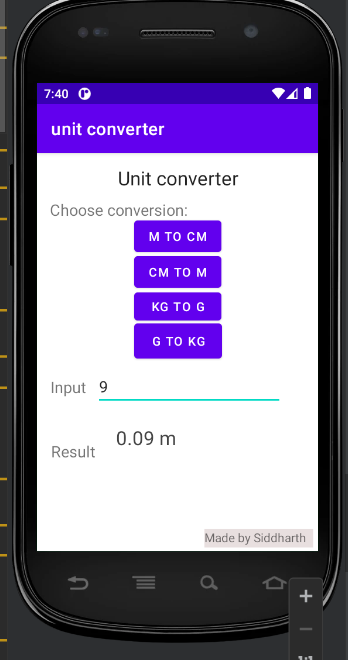 7:40
unit converter
Unit converter
Choose conversion:
M TO CM
CM TO M
KG TO G
G TO KG
Input 9
0.09 m
Result
Made by Siddharth